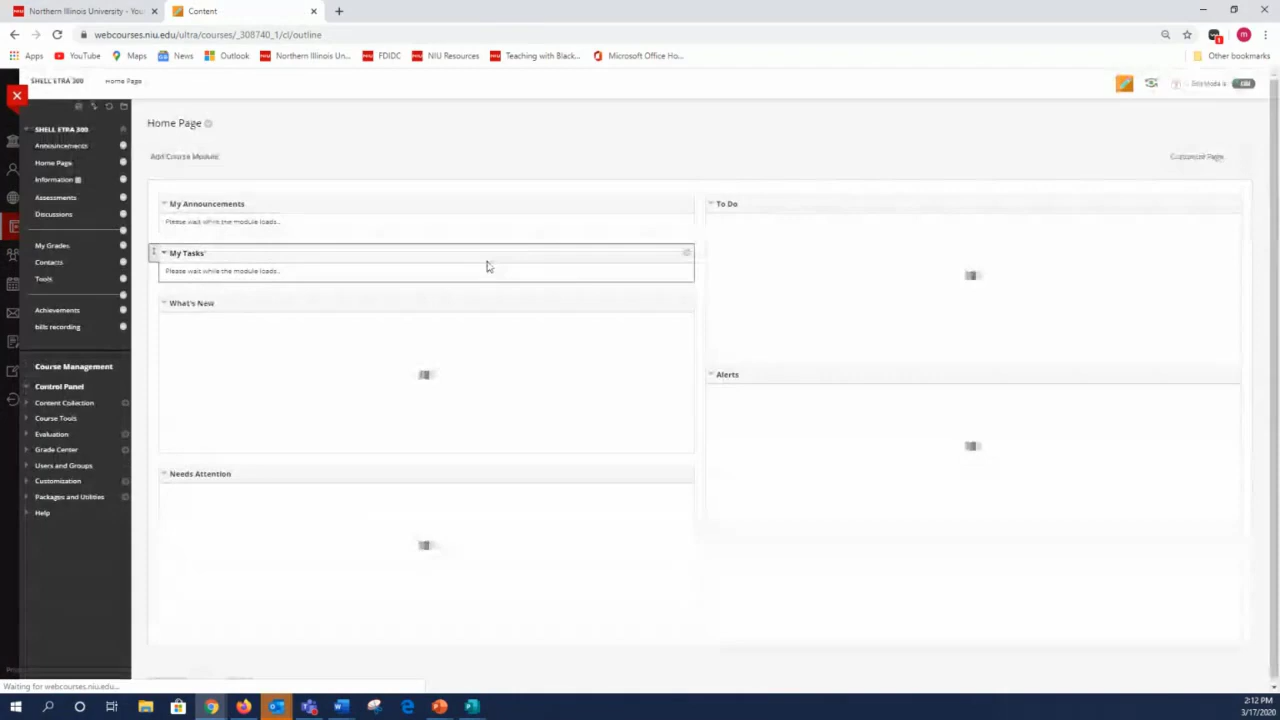 Northern Illinois University - You
Content
webcourses.niu.edu/ultra/courses/_308740_1/cl/outline
Apps
YouTube
Maps
News
Outlook
Northern Illinois Un...
FDIDC
NIU Resources
Teaching with Black...
Microsoft Office Ho...
Other bookmarks
SHELL ETRA 300
Home Page
SHELL ETRA 300
Announcements
Home Page
Information
Assessments
Discussions
My Grades
Contacts
Tools
Achievements
bills recording
Course Management
Control Panel
Content Collection
Course Tools
Evaluation
Grade Center
Users and Groups
Customization
Packages and Utilities
Help
Home Page
Add Course Module
Customize Page
My Announcements
Please wait while the module loads...
My Tasks
Please wait while the module loads...
What's New
Needs Attention
To Do
Alerts
Waiting for webcourses.niu.edu...
2:12 PM
3/17/2020